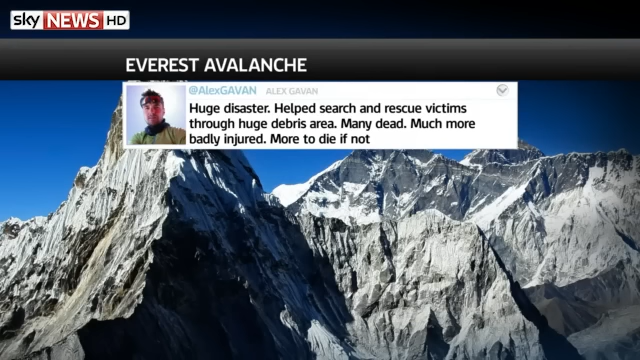 sky NEWS HD
EVEREST AVALANCHE
@AlexGAVAN ALEX GAVAN
Huge disaster. Helped search and rescue victims
through huge debris area. Many dead. Much more
badly injured. More to die if not